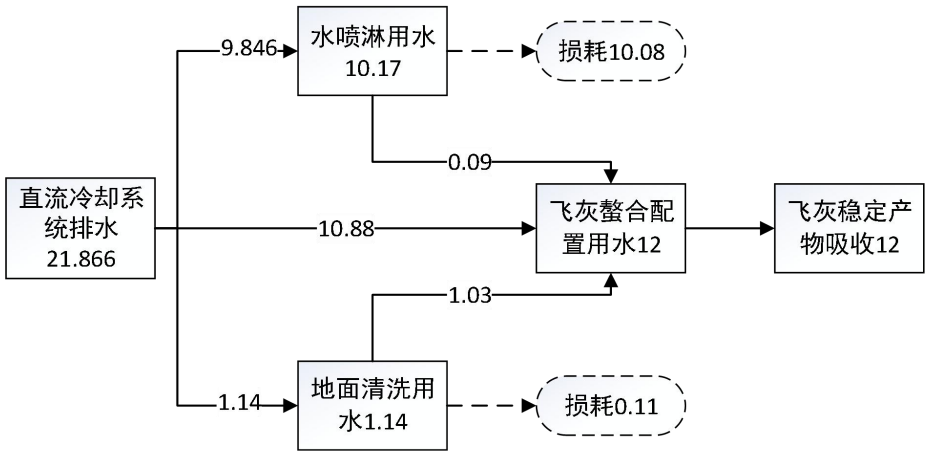 9.846
水喷淋用水
10.17
损耗10.08
0.09
直流冷却系
统排水
21.866
10.88
飞灰螯合配
置用水12
飞灰稳定产
物吸收12
1.03
1.14
地面清洗用
水1.14
损耗0.11